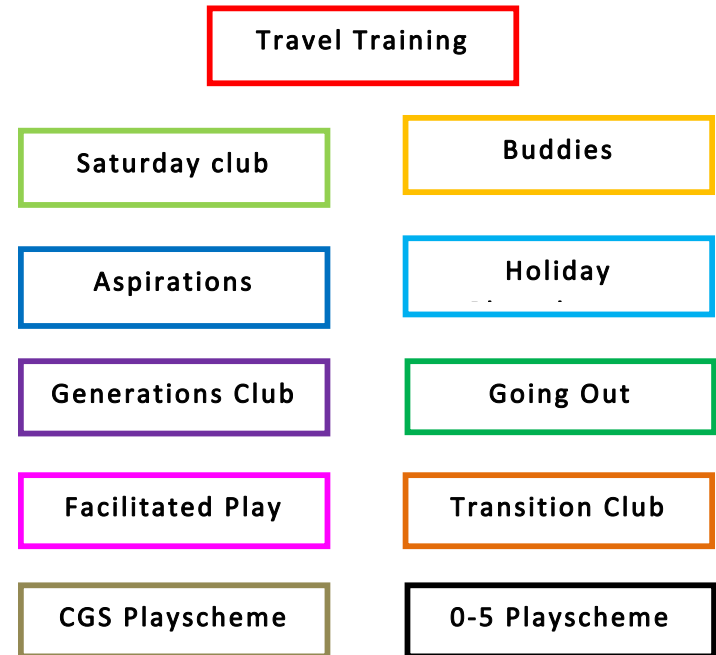 Travel Training
Saturday club
Buddies
Aspirations
Holiday
Generations Club
Going Out
Facilitated Play
Transition Club
CGS Playscheme
0-5 Playscheme